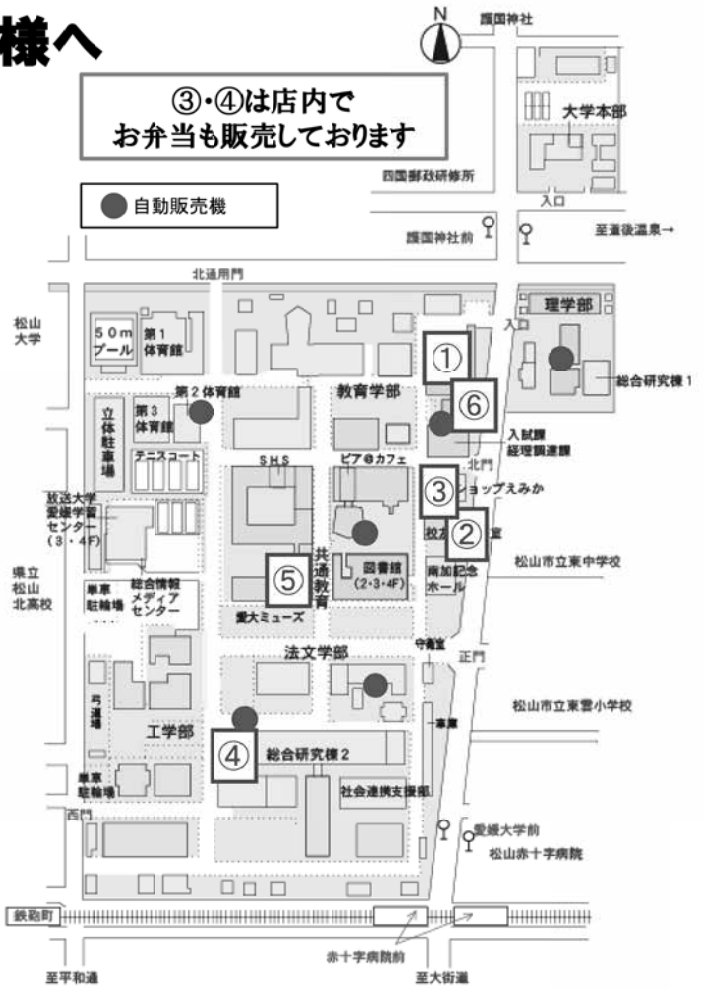 様へ
N
護国神社
③・④は店内で
お弁当も販売しております
大学本部
四国郵政研修所
入口
自動販売機
護国神社前
至道後温泉→
北通用門
松山
大学
50m
プール
第1
体育館
理学部
入口
①
総合研究棟1
教育学部
第2体育館
⑥
立体駐車場
第3
体育館
入試課
経理調達課
北門
テニスコート
SHS
ピア@カフェ
③
ショップえみか
放送大学
愛媛学習
センター
(3・4F)
②
校友
室
共通教育
図書館
(2・3・4F)
松山市立東中学校
県立
松山
北高校
⑤
南加記念
ホール
単車
駐輪場
総合情報
メディア
センター
愛大ミューズ
法文学部
守衛室
正門
弓道場
工学部
松山市立東雲小学校
車庫
④
総合研究棟2
単車
駐輪場
社会連携支援部
西門
愛媛大学前
松山赤十字病院
鉄砲町
赤十字病院前
至平和通
至大街道